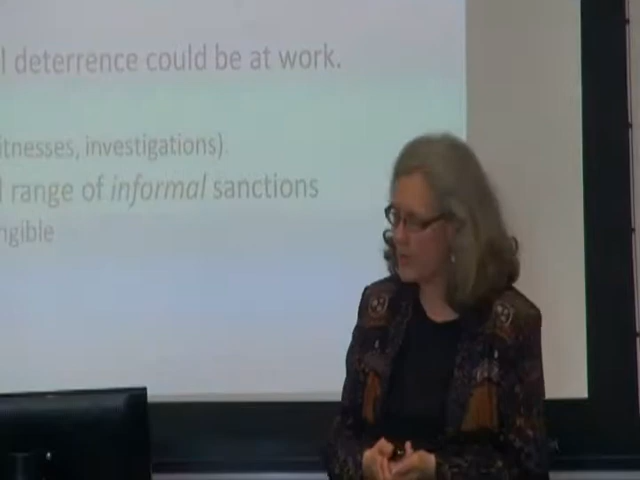 l deterrence could be at work.
itnesses, investigations).
l range of informal sanctions
ngible